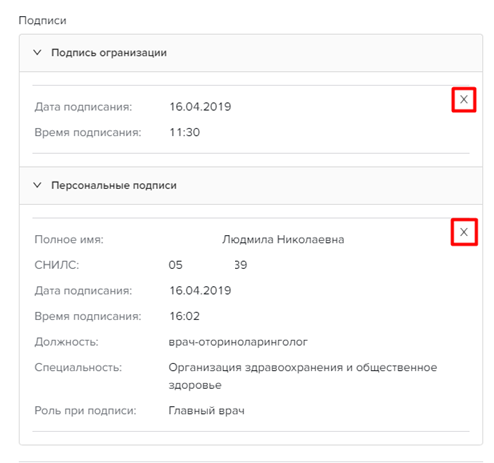 Подписи
Подпись организации
X
Дата подписания: 16.04.2019
Время подписания: 11:30
Персональные подписи
X
Полное имя: Людмила Николаевна
СНИЛС: 05 39
Дата подписания: 16.04.2019
Время подписания: 16:02
Должность: врач-оториноларинголог
Специальность: Организация здравоохранения и общественное
здоровье
Роль при подписи: Главный врач